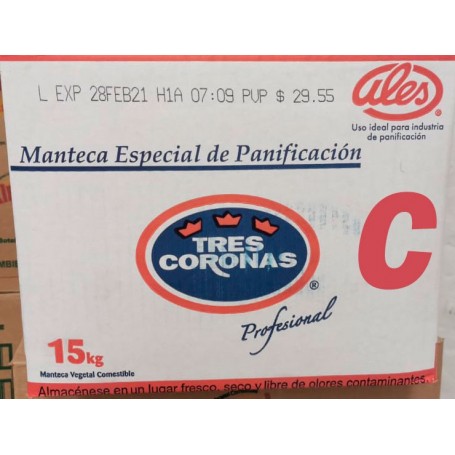 L EXP 28FEB21 H1A 07:09 PVP $ 29.55
ales
®
Uso ideal para industria
de panificación
Manteca Especial de Panificación
TRES
CORONAS
®
C
Profesional
15kg
Manteca Vegetal Comestible
Almacénese en un lugar fresco, seco y libre de olores contaminantes